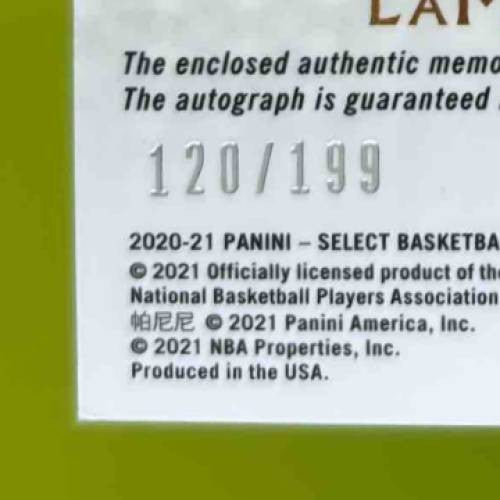 The enclosed authentic memo
The autograph is guaranteed
120/199
2020-21 PANINI – SELECT BASKETBA
© 2021 Officially licensed product of the
National Basketball Players Association
帕尼尼 © 2021 Panini America, Inc.
© 2021 NBA Properties, Inc.
Produced in the USA.